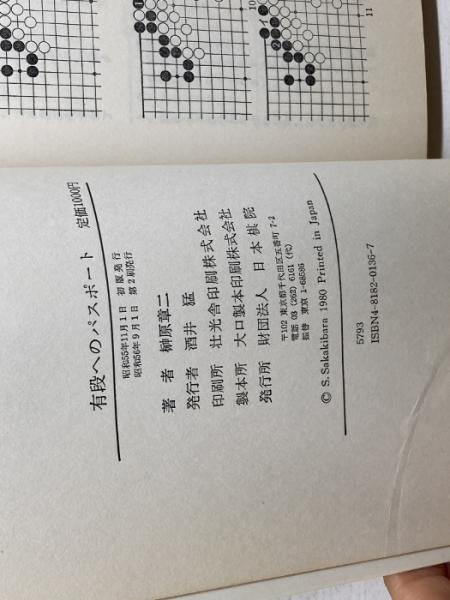 有段へのパスポート 定価1000円
昭和55年11月1日 初版発行
昭和56年9月1日 第2刷発行
著者 榊原章二
発行者 酒井猛
印刷所 壮光舎印刷株式会社
製本所 大口製本印刷株式会社
発行所 財団法人 日本棋院
〒102 東京都千代田区五番町7-2
電話 03 (262) 6161 (代)
振替 東京 1-68686
© S. Sakakibara 1980 Printed in Japan
5793
ISBN4-8182-0136-7
10
11